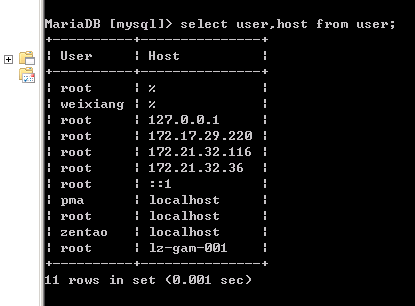 MariaDB [mysql]> select user,host from user;
+-----------+---------------+
| User      | Host          |
+-----------+---------------+
| root      | %             |
| weixiang  | %             |
| root      | 127.0.0.1     |
| root      | 172.17.29.220 |
| root      | 172.21.32.116 |
| root      | 172.21.32.36  |
| root      | ::1           |
| pma       | localhost     |
| root      | localhost     |
| zentao    | localhost     |
| root      | lz-gam-001    |
+-----------+---------------+
11 rows in set (0.001 sec)